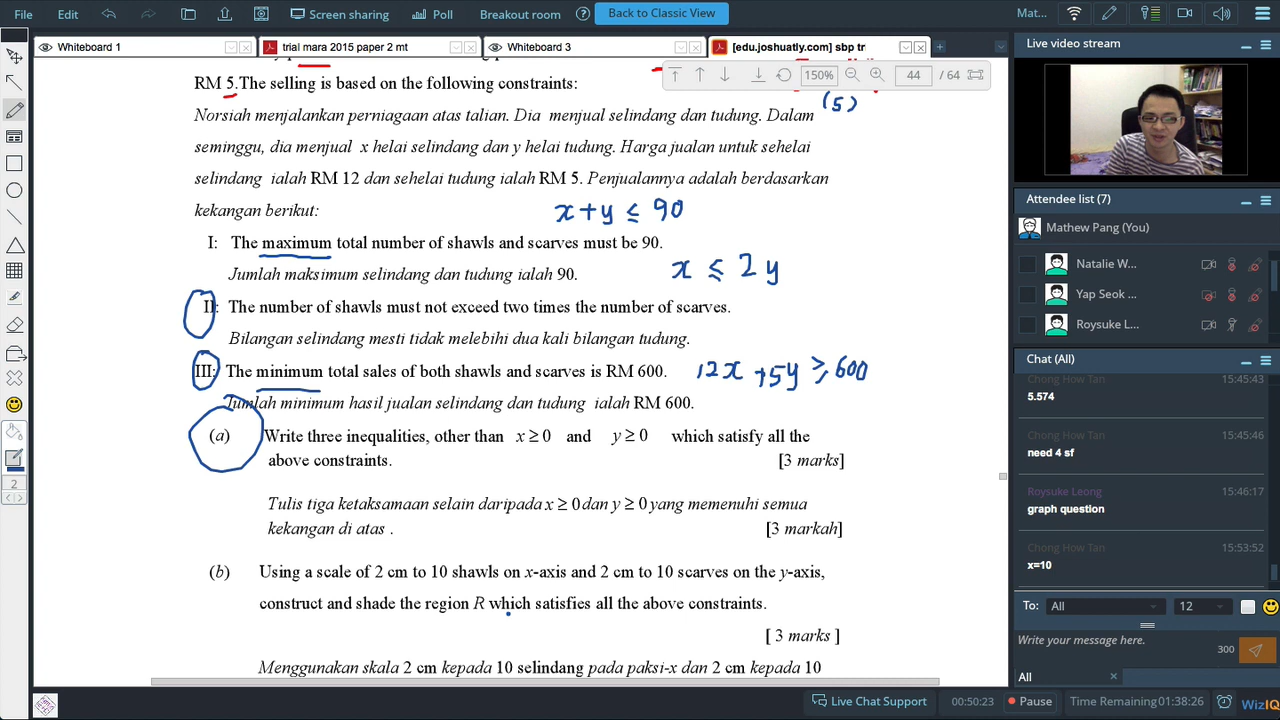 File Edit Screen sharing Poll Breakout room ? Back to Classic View Mat...
Whiteboard 1 trial mara 2015 paper 2 mt Whiteboard 3 [edu.joshuatly.com] sbp tr +
Live video stream
150% 44 / 64
RM 5.The selling is based on the following constraints:
(5)
Norsiah menjalankan perniagaan atas talian. Dia menjual selindang dan tudung. Dalam
seminggu, dia menjual x helai selindang dan y helai tudung. Harga jualan untuk sehelai
selindang ialah RM 12 dan sehelai tudung ialah RM 5. Penjualannya adalah berdasarkan
kekangan berikut:
x+y ≤ 90
I: The maximum total number of shawls and scarves must be 90.
Jumlah maksimum selindang dan tudung ialah 90.
x ≤ 2y
II: The number of shawls must not exceed two times the number of scarves.
Bilangan selindang mesti tidak melebihi dua kali bilangan tudung.
III: The minimum total sales of both shawls and scarves is RM 600.
12x +5y ≥ 600
Jumlah minimum hasil jualan selindang dan tudung ialah RM 600.
(a) Write three inequalities, other than x ≥ 0 and y ≥ 0 which satisfy all the
above constraints. [3 marks]
Tulis tiga ketaksamaan selain daripada x ≥ 0 dan y ≥ 0 yang memenuhi semua
kekangan di atas . [3 markah]
(b) Using a scale of 2 cm to 10 shawls on x-axis and 2 cm to 10 scarves on the y-axis,
construct and shade the region R which satisfies all the above constraints.
[ 3 marks ]
Menggunakan skala 2 cm kepada 10 selindang pada paksi-x dan 2 cm kepada 10
2
Attendee list (7)
Mathew Pang (You)
Natalie W...
Yap Seok ...
Roysuke L...
Chat (All)
Chong How Tan 15:45:43
5.574
Chong How Tan 15:45:46
need 4 sf
Roysuke Leong 15:46:17
graph question
Chong How Tan 15:53:52
x=10
To: All 12
Write your message here.
300
All
Live Chat Support 00:50:23 Pause Time Remaining 01:38:26 WizIQ